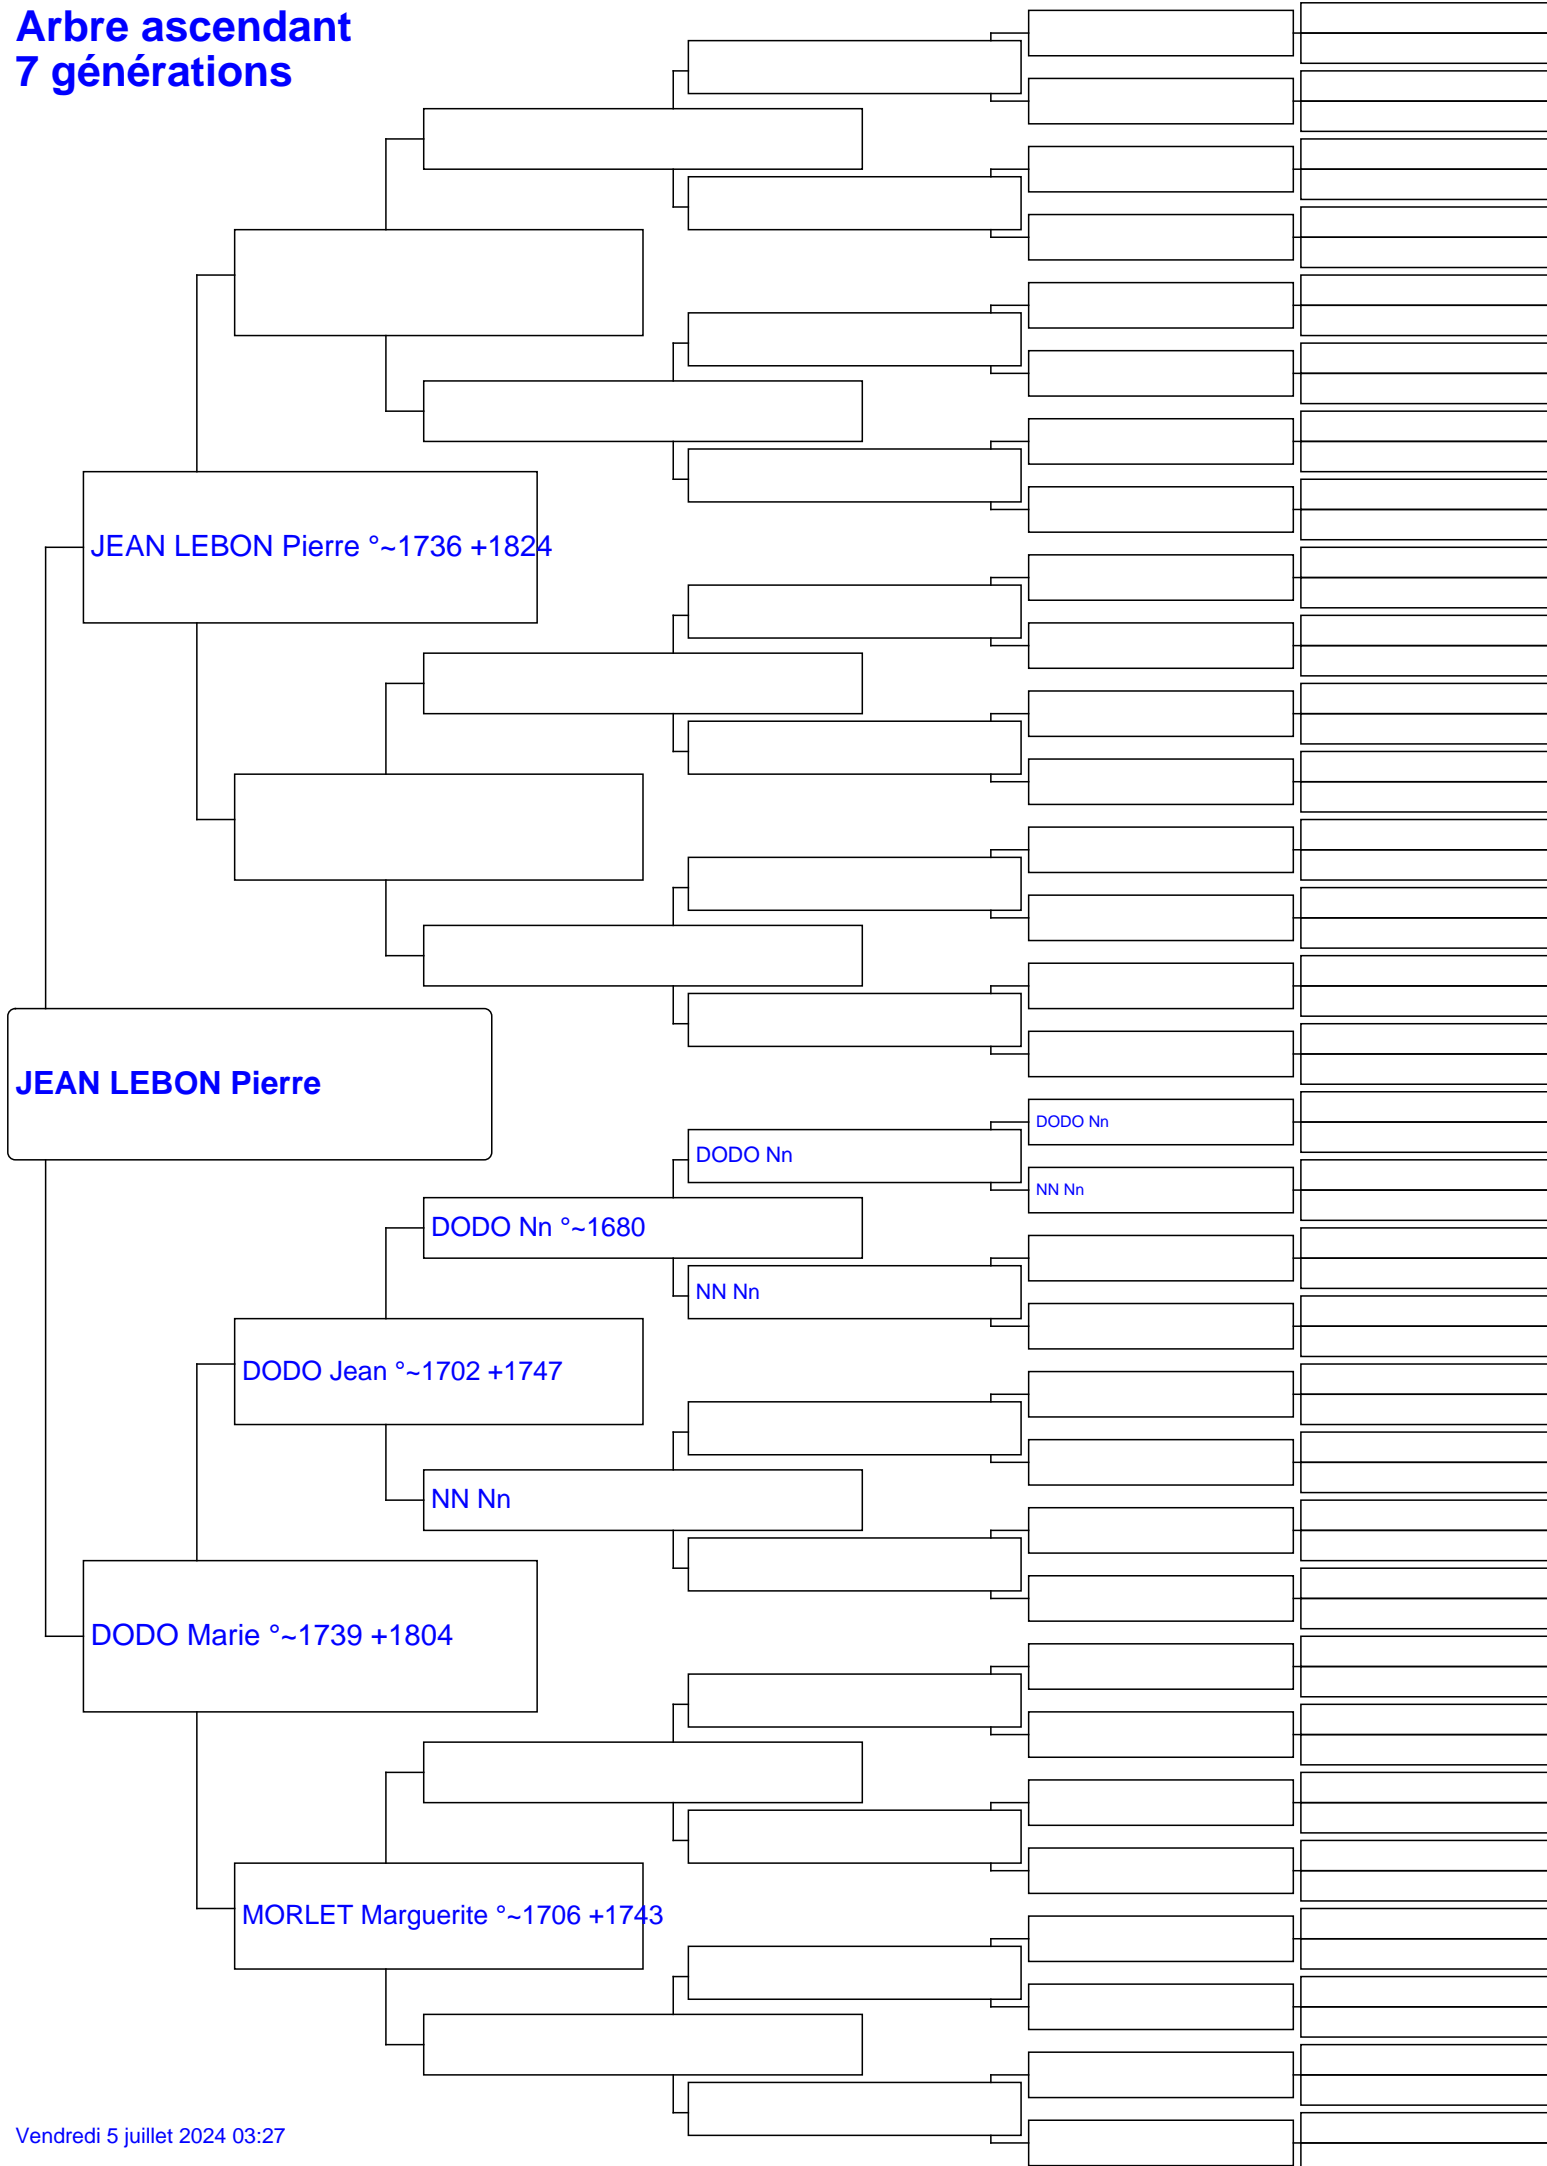 Arbre ascendant
7 générations
JEAN LEBON Pierre °~1736 +1824
JEAN LEBON Pierre
DODO Nn
DODO Nn
NN Nn
DODO Nn °~1680
NN Nn
DODO Jean °~1702 +1747
NN Nn
DODO Marie °~1739 +1804
MORLET Marguerite °~1706 +1743
Vendredi 5 juillet 2024 03:27